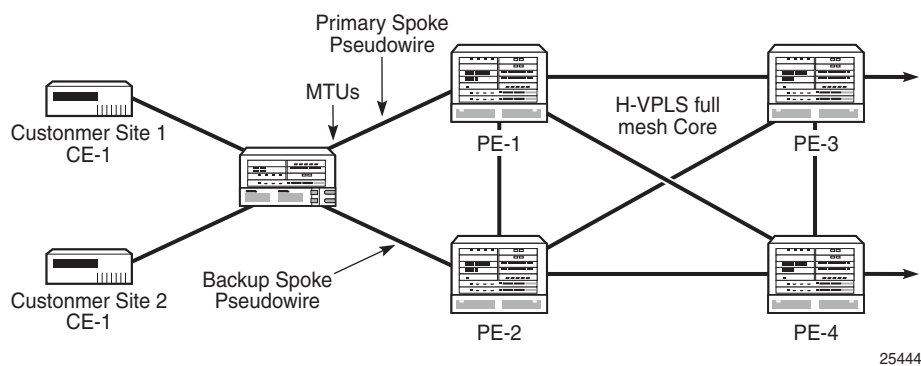 Primary Spoke
Pseudowire
MTUs
Custonmer Site 1
CE-1
PE-1
H-VPLS full
mesh Core
PE-3
Custonmer Site 2
CE-1
Backup Spoke
Pseudowire
PE-2
PE-4
25444